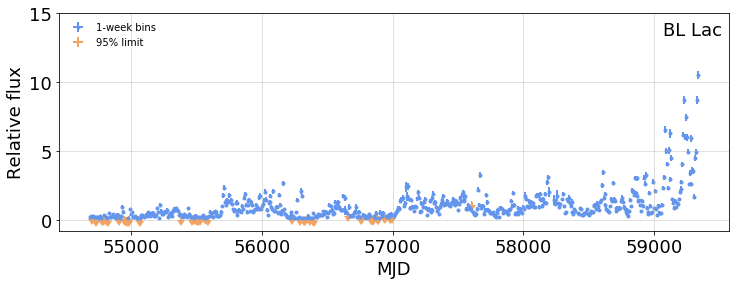 15
1-week bins
95% limit
BL Lac
10
5
0
Relative flux
55000 56000 57000 58000 59000
MJD